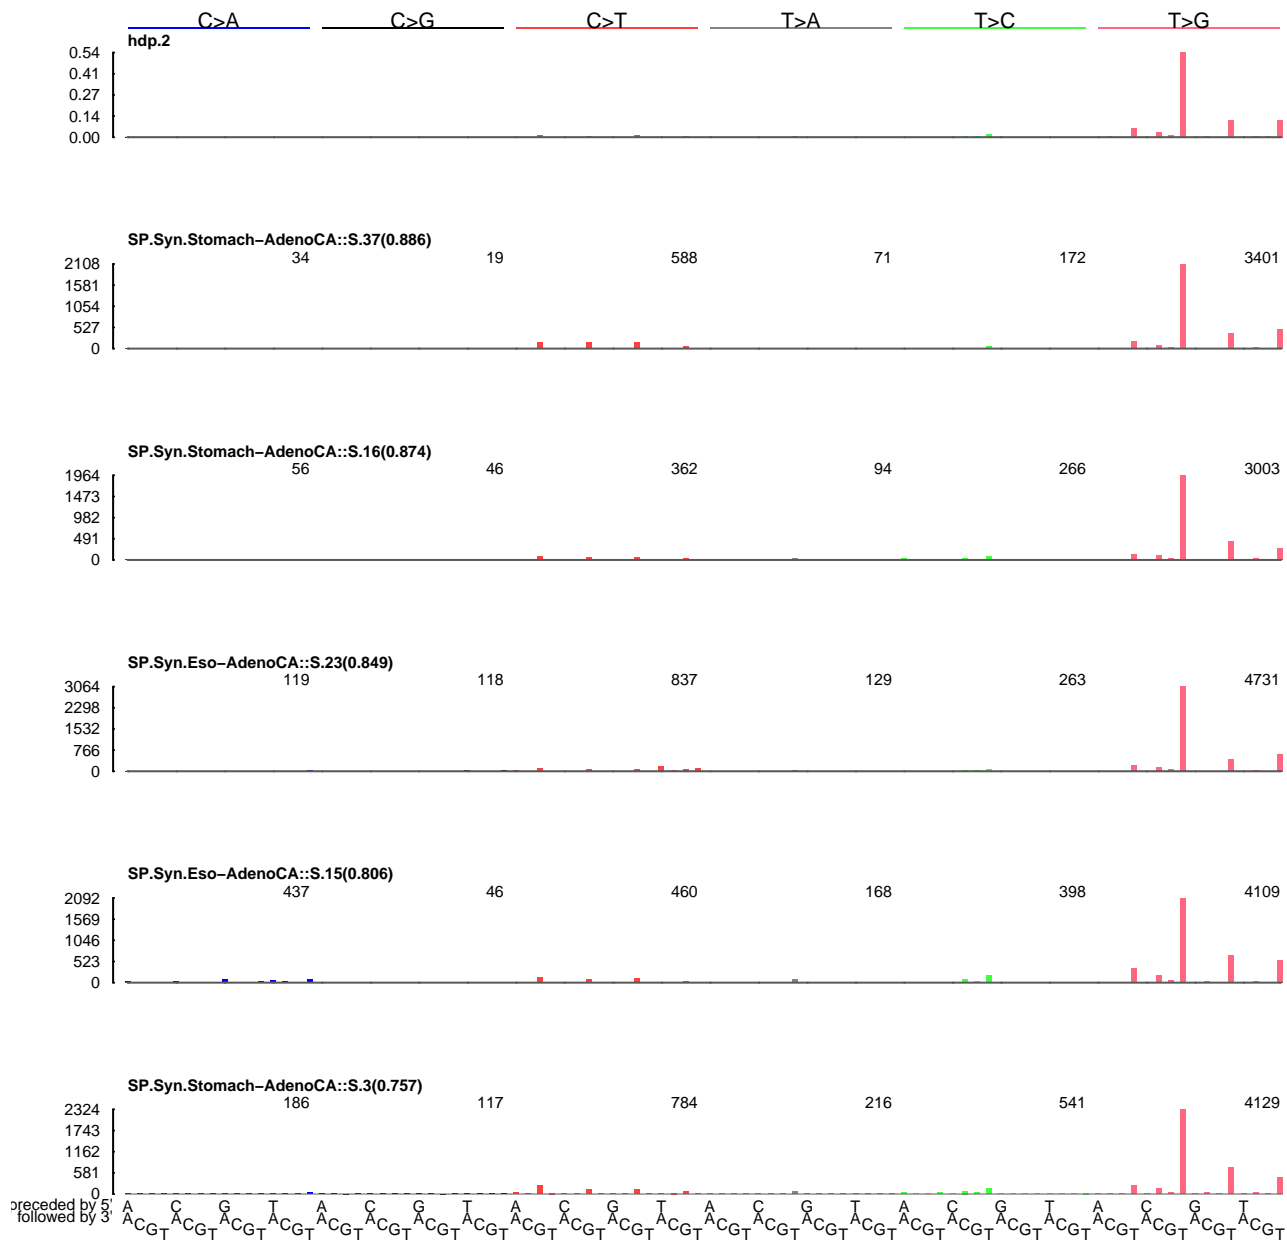 C>A C>G C>T T>A T>C T>G
hdp.2
0.54
0.41
0.27
0.14
0.00
SP.Syn.Stomach−AdenoCA::S.37(0.886)
34 19 588 71 172 3401
2108
1581
1054
527
0
SP.Syn.Stomach−AdenoCA::S.16(0.874)
56 46 362 94 266 3003
1964
1473
982
491
0
SP.Syn.Eso−AdenoCA::S.23(0.849)
119 118 837 129 263 4731
3064
2298
1532
766
0
SP.Syn.Eso−AdenoCA::S.15(0.806)
437 46 460 168 398 4109
2092
1569
1046
523
0
SP.Syn.Stomach−AdenoCA::S.3(0.757)
186 117 784 216 541 4129
2324
1743
1162
581
0
preceded by 5' A C G T A C G T A C G T A C G T A C G T A C G T
followed by 3' A C G T A C G T A C G T A C G T A C G T A C G T A C G T A C G T A C G T A C G T A C G T A C G T A C G T A C G T A C G T A C G T A C G T A C G T A C G T A C G T A C G T A C G T A C G T A C G T